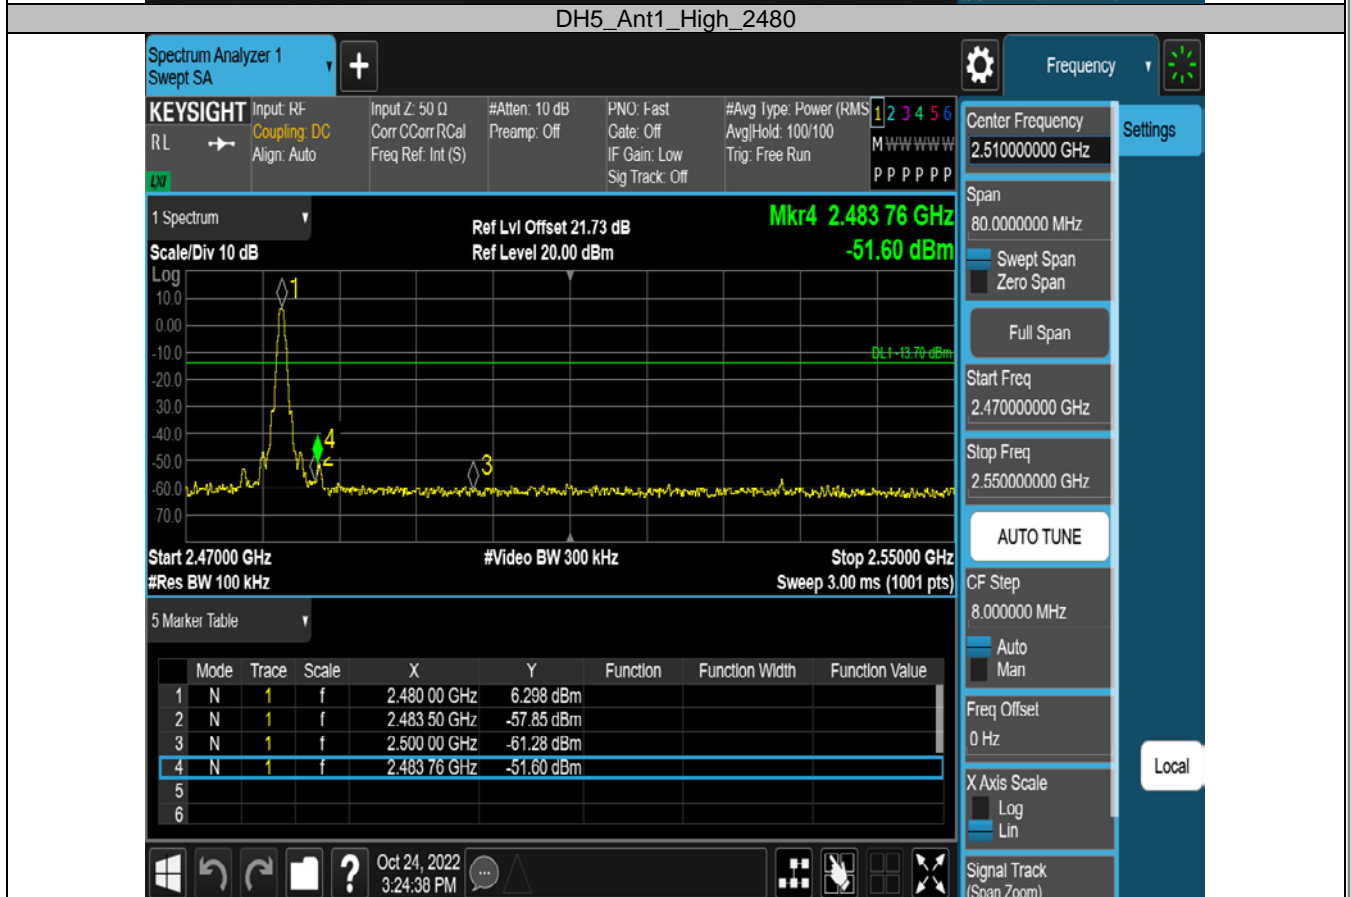 DH5_Ant1_High_2480
Spectrum Analyzer 1
Swept SA
Frequency
KEYSIGHT
RL
LXI
Input: RF
Coupling: DC
Align: Auto
Input Z: 50 Ω
Corr CCorr RCal
Freq Ref: Int (S)
#Atten: 10 dB
Preamp: Off
PNO: Fast
Gate: Off
IF Gain: Low
Sig Track: Off
#Avg Type: Power (RMS
Avg|Hold: 100/100
Trig: Free Run
1 2 3 4 5 6
M W W W W W
P P P P P P
1 Spectrum
Scale/Div 10 dB
Ref Lvl Offset 21.73 dB
Ref Level 20.00 dBm
Mkr4 2.483 76 GHz
-51.60 dBm
Log
10.0
0.00
-10.0
-20.0
30.0
-40.0
-50.0
-60.0
70.0
1
4
2
3
DL1 -13.70 dBm
Start 2.47000 GHz
#Video BW 300 kHz
Stop 2.55000 GHz
#Res BW 100 kHz
Sweep 3.00 ms (1001 pts)
5 Marker Table
Mode Trace Scale X Y Function Function Width Function Value
1 N 1 f 2.480 00 GHz 6.298 dBm
2 N 1 f 2.483 50 GHz -57.85 dBm
3 N 1 f 2.500 00 GHz -61.28 dBm
4 N 1 f 2.483 76 GHz -51.60 dBm
5
6
Oct 24, 2022
3:24:38 PM
Center Frequency
2.510000000 GHz
Settings
Span
80.0000000 MHz
Swept Span
Zero Span
Full Span
Start Freq
2.470000000 GHz
Stop Freq
2.550000000 GHz
AUTO TUNE
CF Step
8.000000 MHz
Auto
Man
Freq Offset
0 Hz
X Axis Scale
Log
Lin
Local
Signal Track
(Span Zoom)